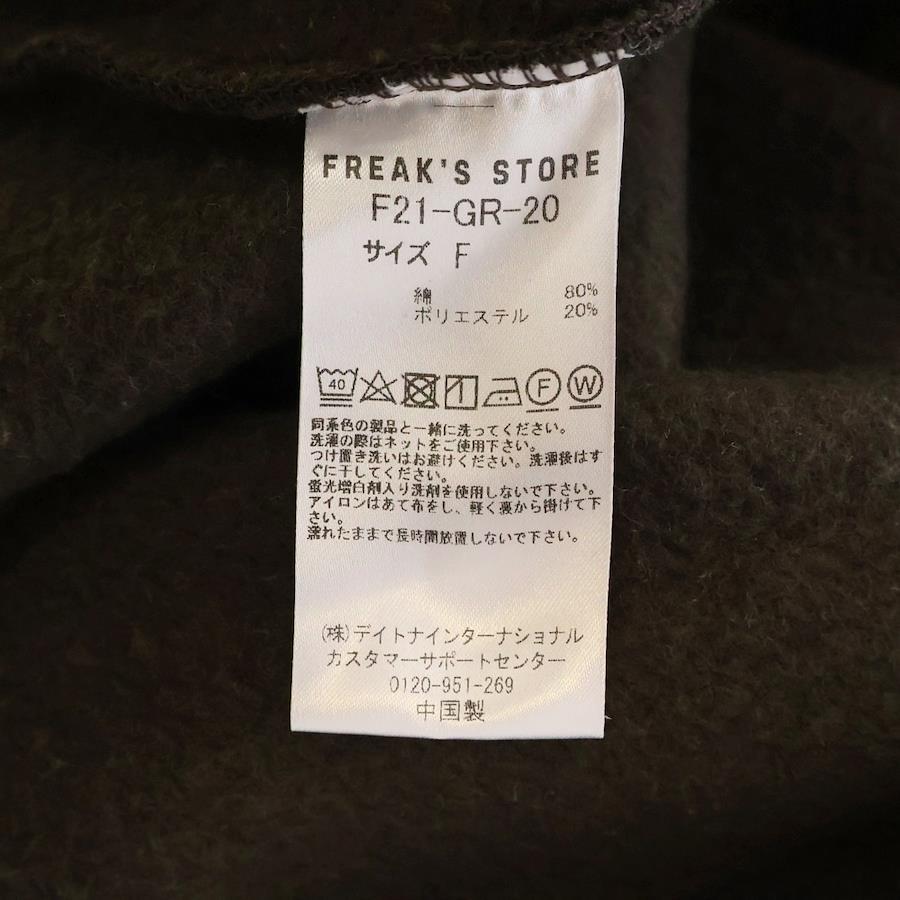 FREAK'S STORE
F21-GR-20
サイズ F
綿 80%
ポリエステル 20%
40 F W
同系色の製品と一緒に洗ってください。
洗濯の際はネットをご使用下さい。
つけ置き洗いはお避けください。洗濯後はす
ぐに干してください。
蛍光増白剤入り洗剤を使用しないで下さい。
アイロンはあて布をし、軽く裏から掛けて下
さい。
濡れたままで長時間放置しないで下さい。
(株)デイトナインターナショナル
カスタマーサポートセンター
0120-951-269
中国製